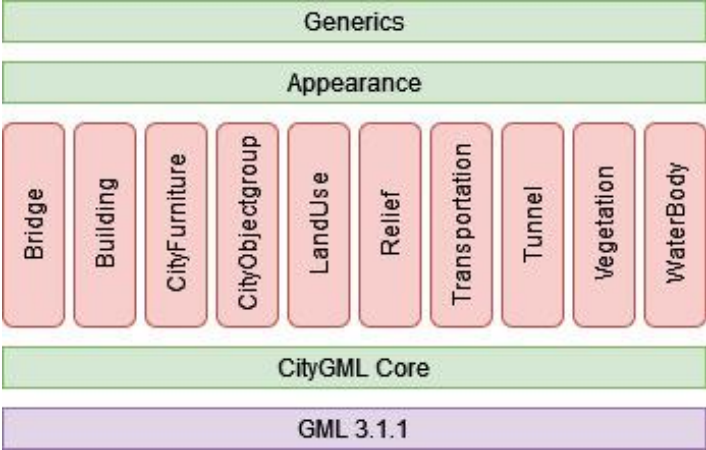 Generics
Appearance
Bridge
Building
CityFurniture
CityObjectgroup
LandUse
Relief
Transportation
Tunnel
Vegetation
WaterBody
CityGML Core
GML 3.1.1